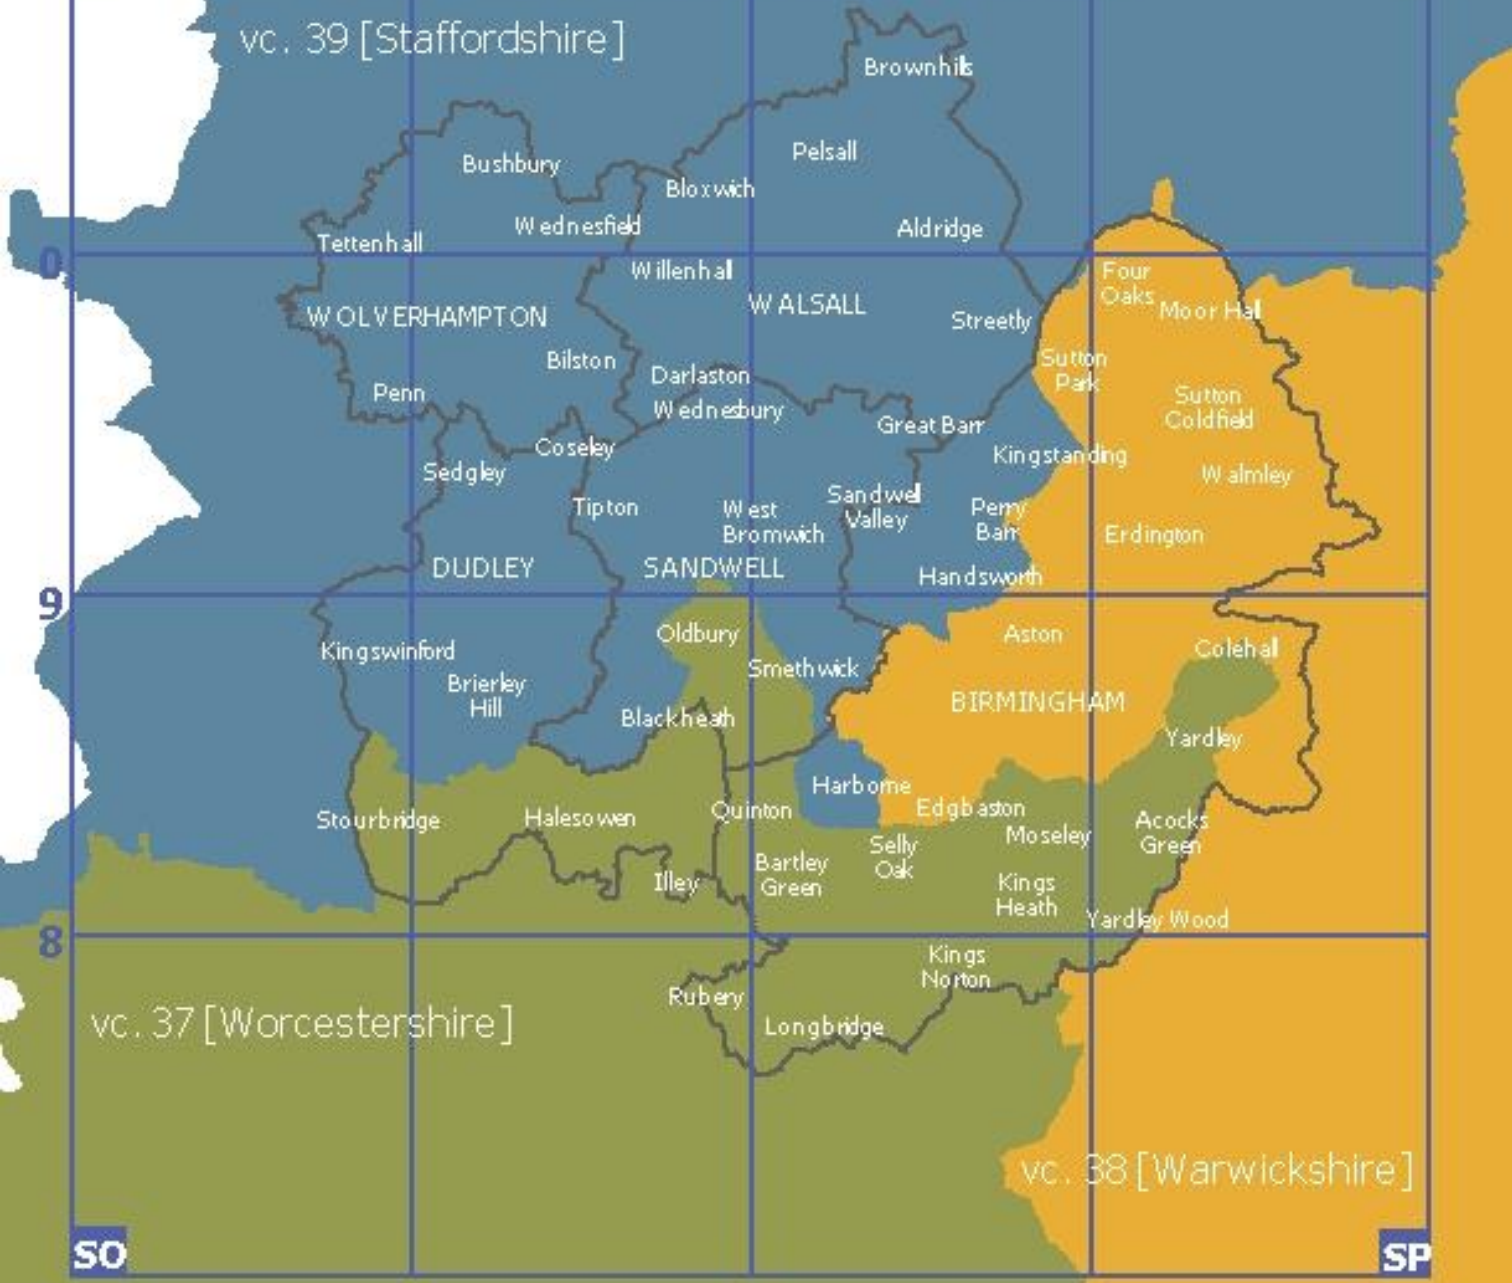 vc. 39 [Staffordshire]
Brownhills
Pelsall
Bushbury
Bloxwich
Wednesfield
Aldridge
Tettenhall
0
Willenhall
Four
Oaks
WALSALL
Moor Hall
WOLVERHAMPTON
Streetly
Bilston
Sutton
Park
Darlaston
Penn
Sutton
Coldfield
Wednesbury
Great Barr
Coseley
Kingstanding
Sedgley
Walmley
Sandwell
Valley
Tipton
West
Bromwich
Perry
Barr
Erdington
DUDLEY
SANDWELL
Handsworth
9
Oldbury
Aston
Colehall
Kingswinford
Smethwick
Brierley
Hill
BIRMINGHAM
Blackheath
Yardley
Harborne
Edgbaston
Quinton
Stourbridge
Halesowen
Acocks
Green
Moseley
Selly
Oak
Bartley
Green
Illey
Kings
Heath
Yardley Wood
8
Kings
Norton
Rubery
vc. 37 [Worcestershire]
Longbridge
vc. 38 [Warwickshire]
SO
SP